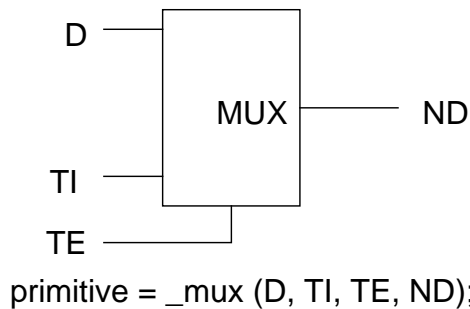 D
MUX
ND
TI
TE
primitive = _mux (D, TI, TE, ND);